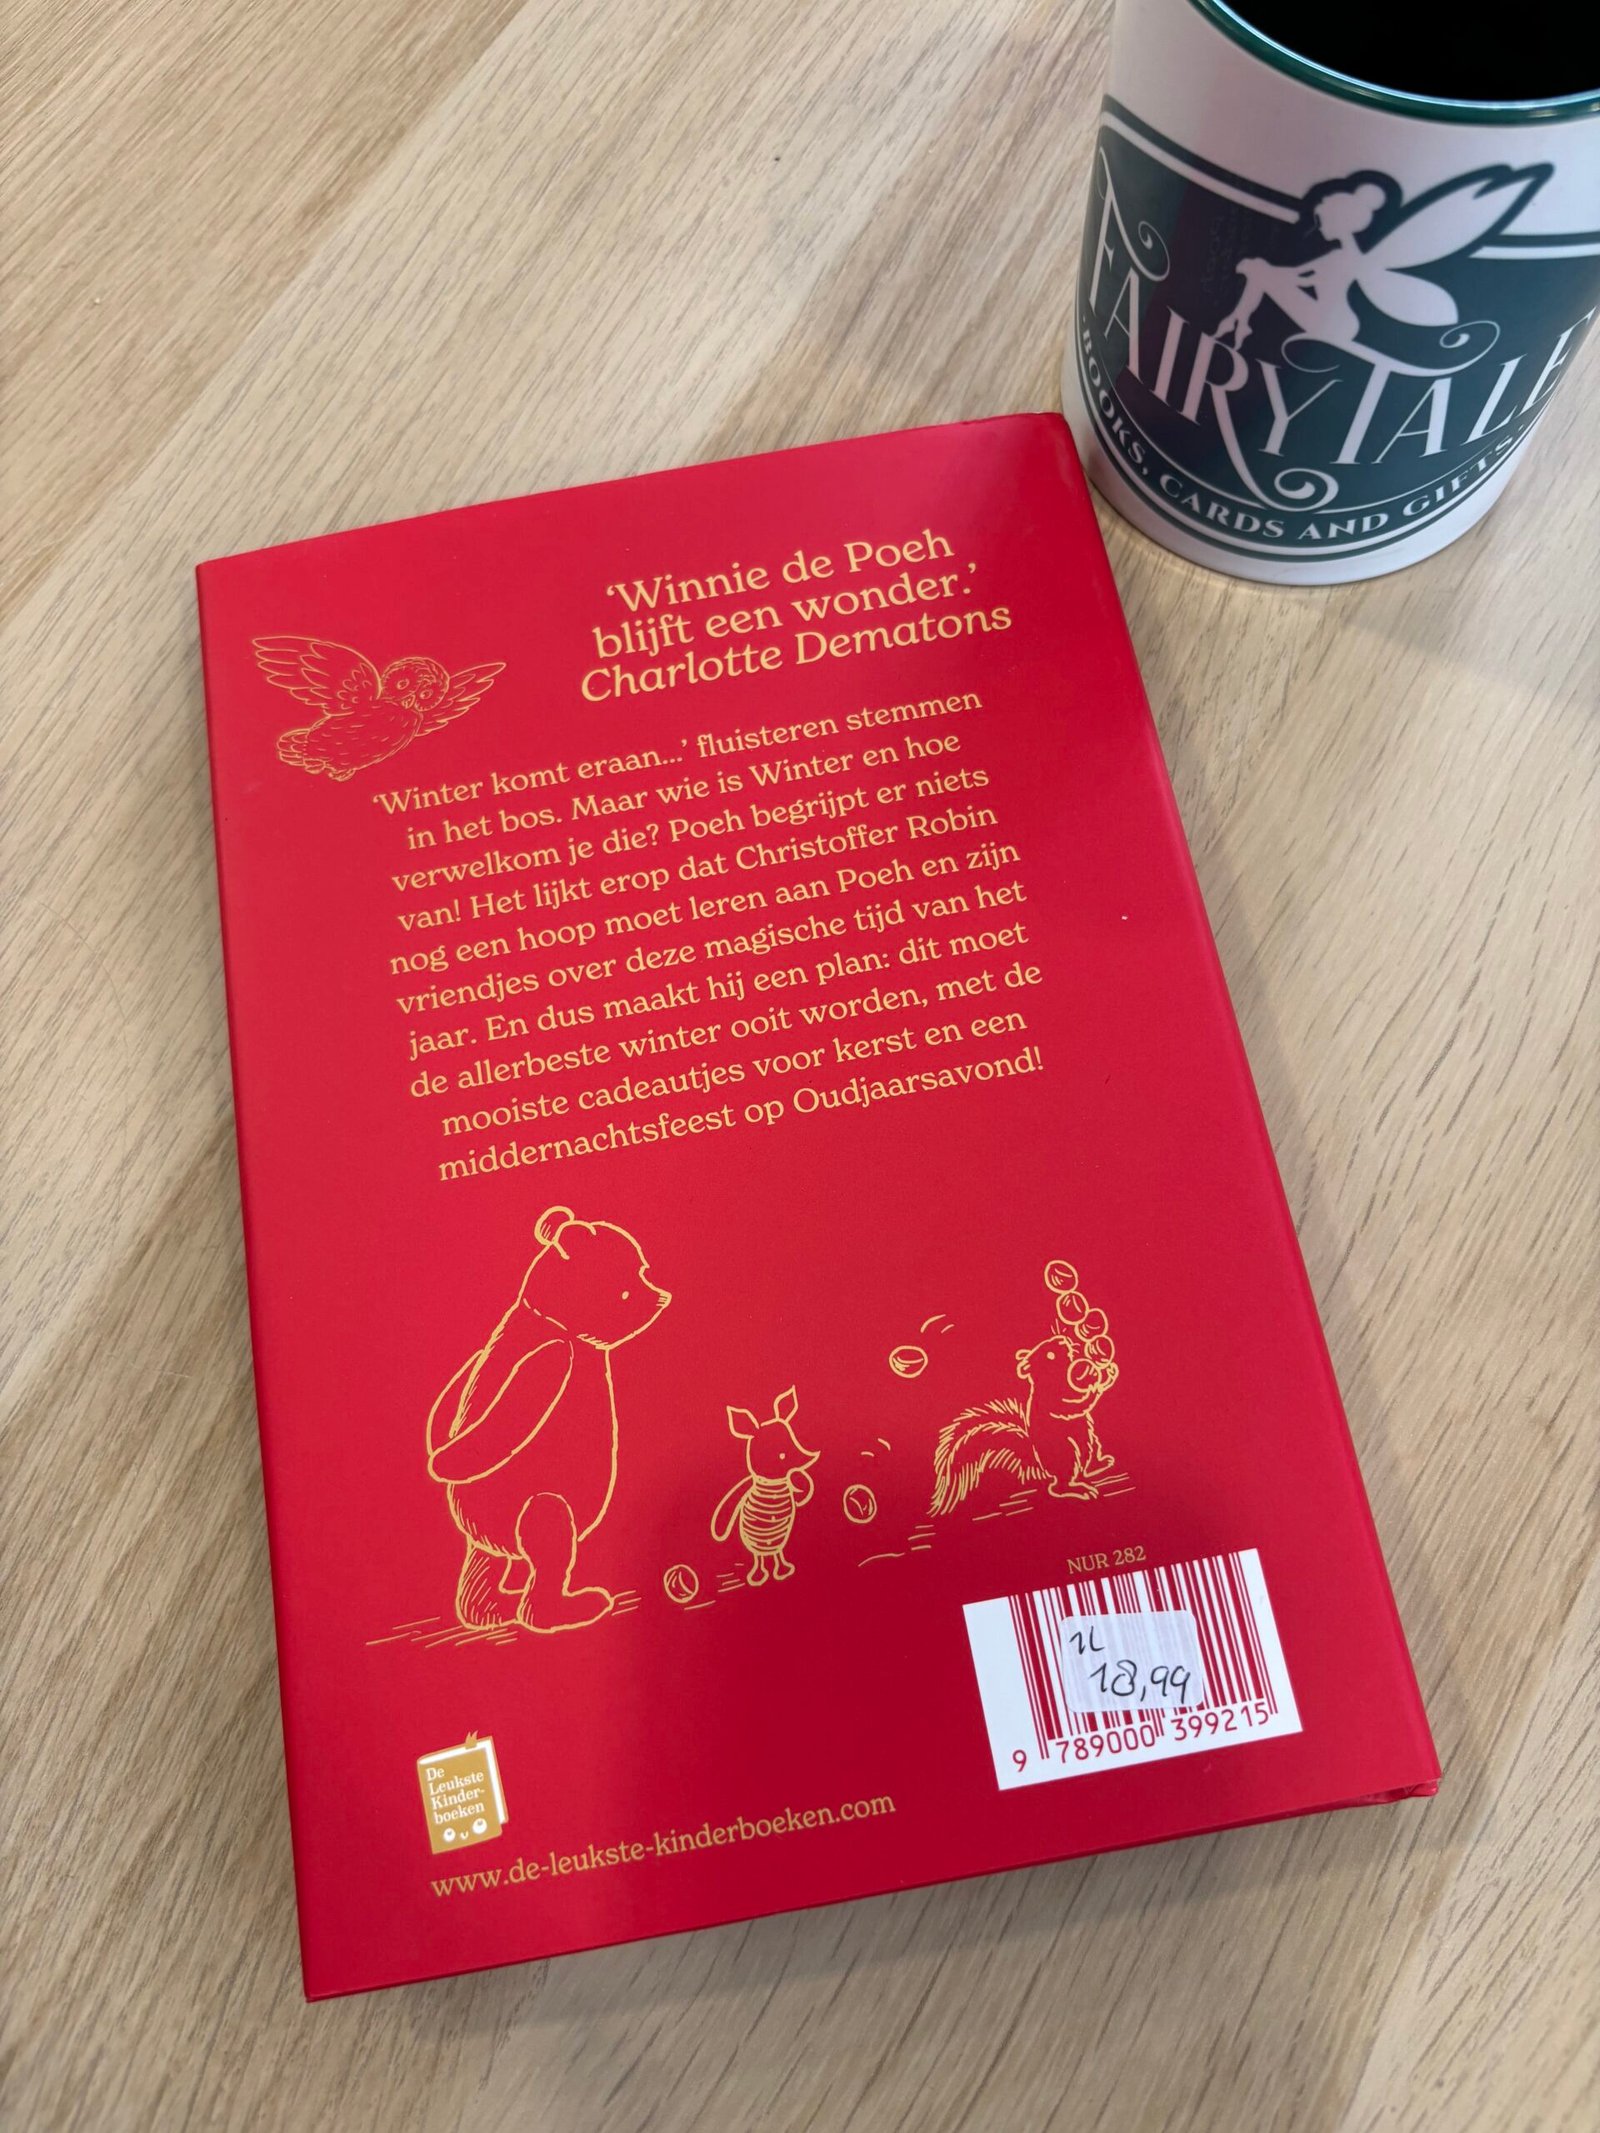 FAIRYTALE
BOOKS, CARDS AND GIFTS
‘Winnie de Poeh
blijft een wonder.’
Charlotte Dematons
‘Winter komt eraan...’ fluisteren stemmen
in het bos. Maar wie is Winter en hoe
verwelkom je die? Poeh begrijpt er niets
van! Het lijkt erop dat Christoffer Robin
nog een hoop moet leren aan Poeh en zijn
vriendjes over deze magische tijd van het
jaar. En dus maakt hij een plan: dit moet
de allerbeste winter ooit worden, met de
mooiste cadeautjes voor kerst en een
middernachtsfeest op Oudjaarsavond!
NUR 282
18,99
9 789000 399215
De
Leukste
Kinder-
boeken
www.de-leukste-kinderboeken.com